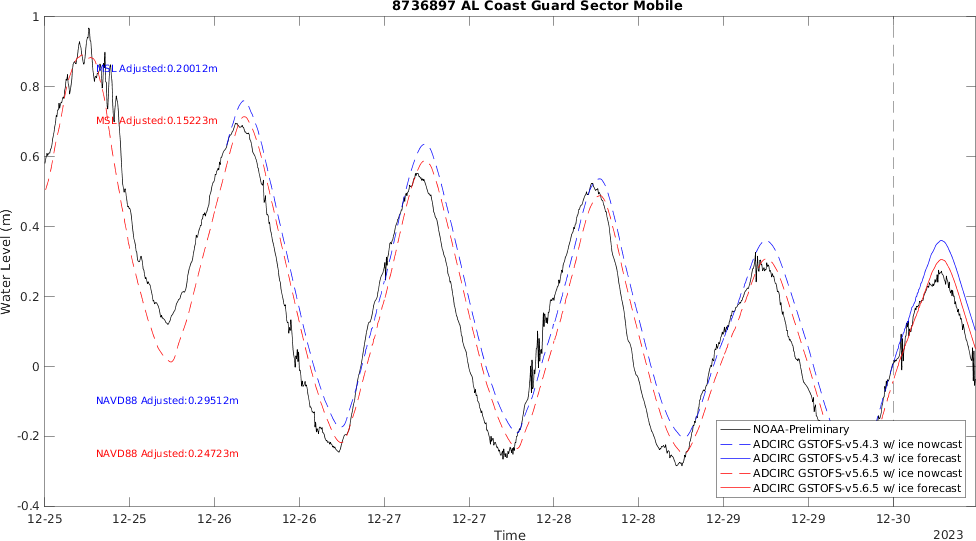 8736897 AL Coast Guard Sector Mobile
1
0.8
0.6
0.4
0.2
0
-0.2
-0.4
Water Level (m)
MSL Adjusted:0.20012m
MSL Adjusted:0.15223m
NAVD88 Adjusted:0.29512m
NAVD88 Adjusted:0.24723m
NOAA-Preliminary
ADCIRC GSTOFS-v5.4.3 w/ ice nowcast
ADCIRC GSTOFS-v5.4.3 w/ ice forecast
ADCIRC GSTOFS-v5.6.5 w/ ice nowcast
ADCIRC GSTOFS-v5.6.5 w/ ice forecast
12-25 12-25 12-26 12-26 12-27 12-27 12-28 12-28 12-29 12-29 12-30
Time
2023